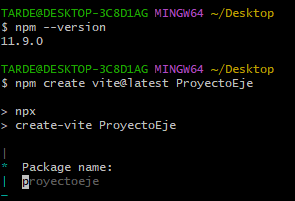 TARDE@DESKTOP-3C8D1AG MINGW64 ~/Desktop
$ npm --version
11.9.0
TARDE@DESKTOP-3C8D1AG MINGW64 ~/Desktop
$ npm create vite@latest ProyectoEje
> npx
> create-vite ProyectoEje
|
* Package name:
| proyectoeje
—